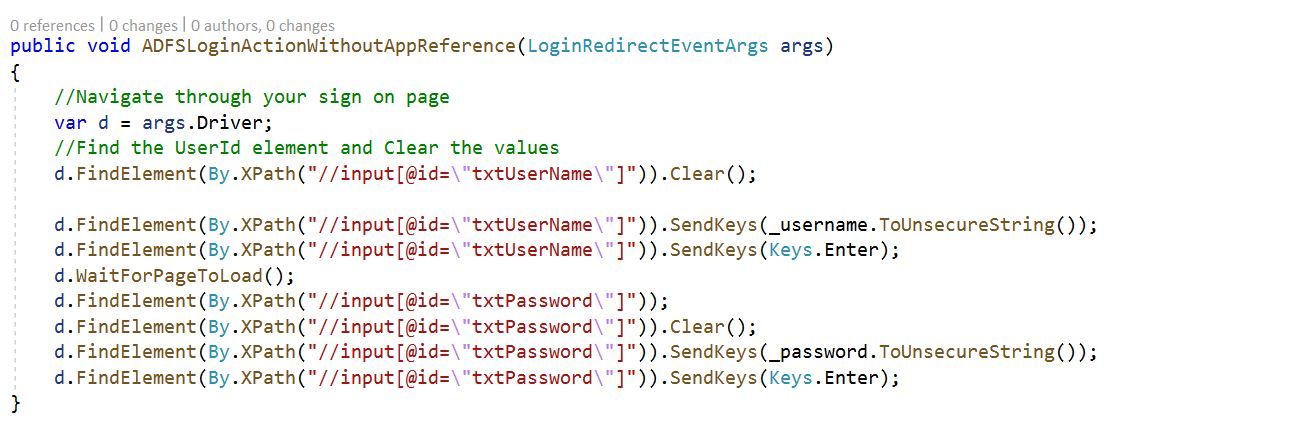 0 references | 0 changes | 0 authors, 0 changes
public void ADFSLoginActionWithoutAppReference(LoginRedirectEventArgs args)
{
    //Navigate through your sign on page
    var d = args.Driver;
    //Find the UserId element and Clear the values
    d.FindElement(By.XPath("//input[@id=\"txtUserName\"]")).Clear();

    d.FindElement(By.XPath("//input[@id=\"txtUserName\"]")).SendKeys(_username.ToUnsecureString());
    d.FindElement(By.XPath("//input[@id=\"txtUserName\"]")).SendKeys(Keys.Enter);
    d.WaitForPageToLoad();
    d.FindElement(By.XPath("//input[@id=\"txtPassword\"]"));
    d.FindElement(By.XPath("//input[@id=\"txtPassword\"]")).Clear();
    d.FindElement(By.XPath("//input[@id=\"txtPassword\"]")).SendKeys(_password.ToUnsecureString());
    d.FindElement(By.XPath("//input[@id=\"txtPassword\"]")).SendKeys(Keys.Enter);
}